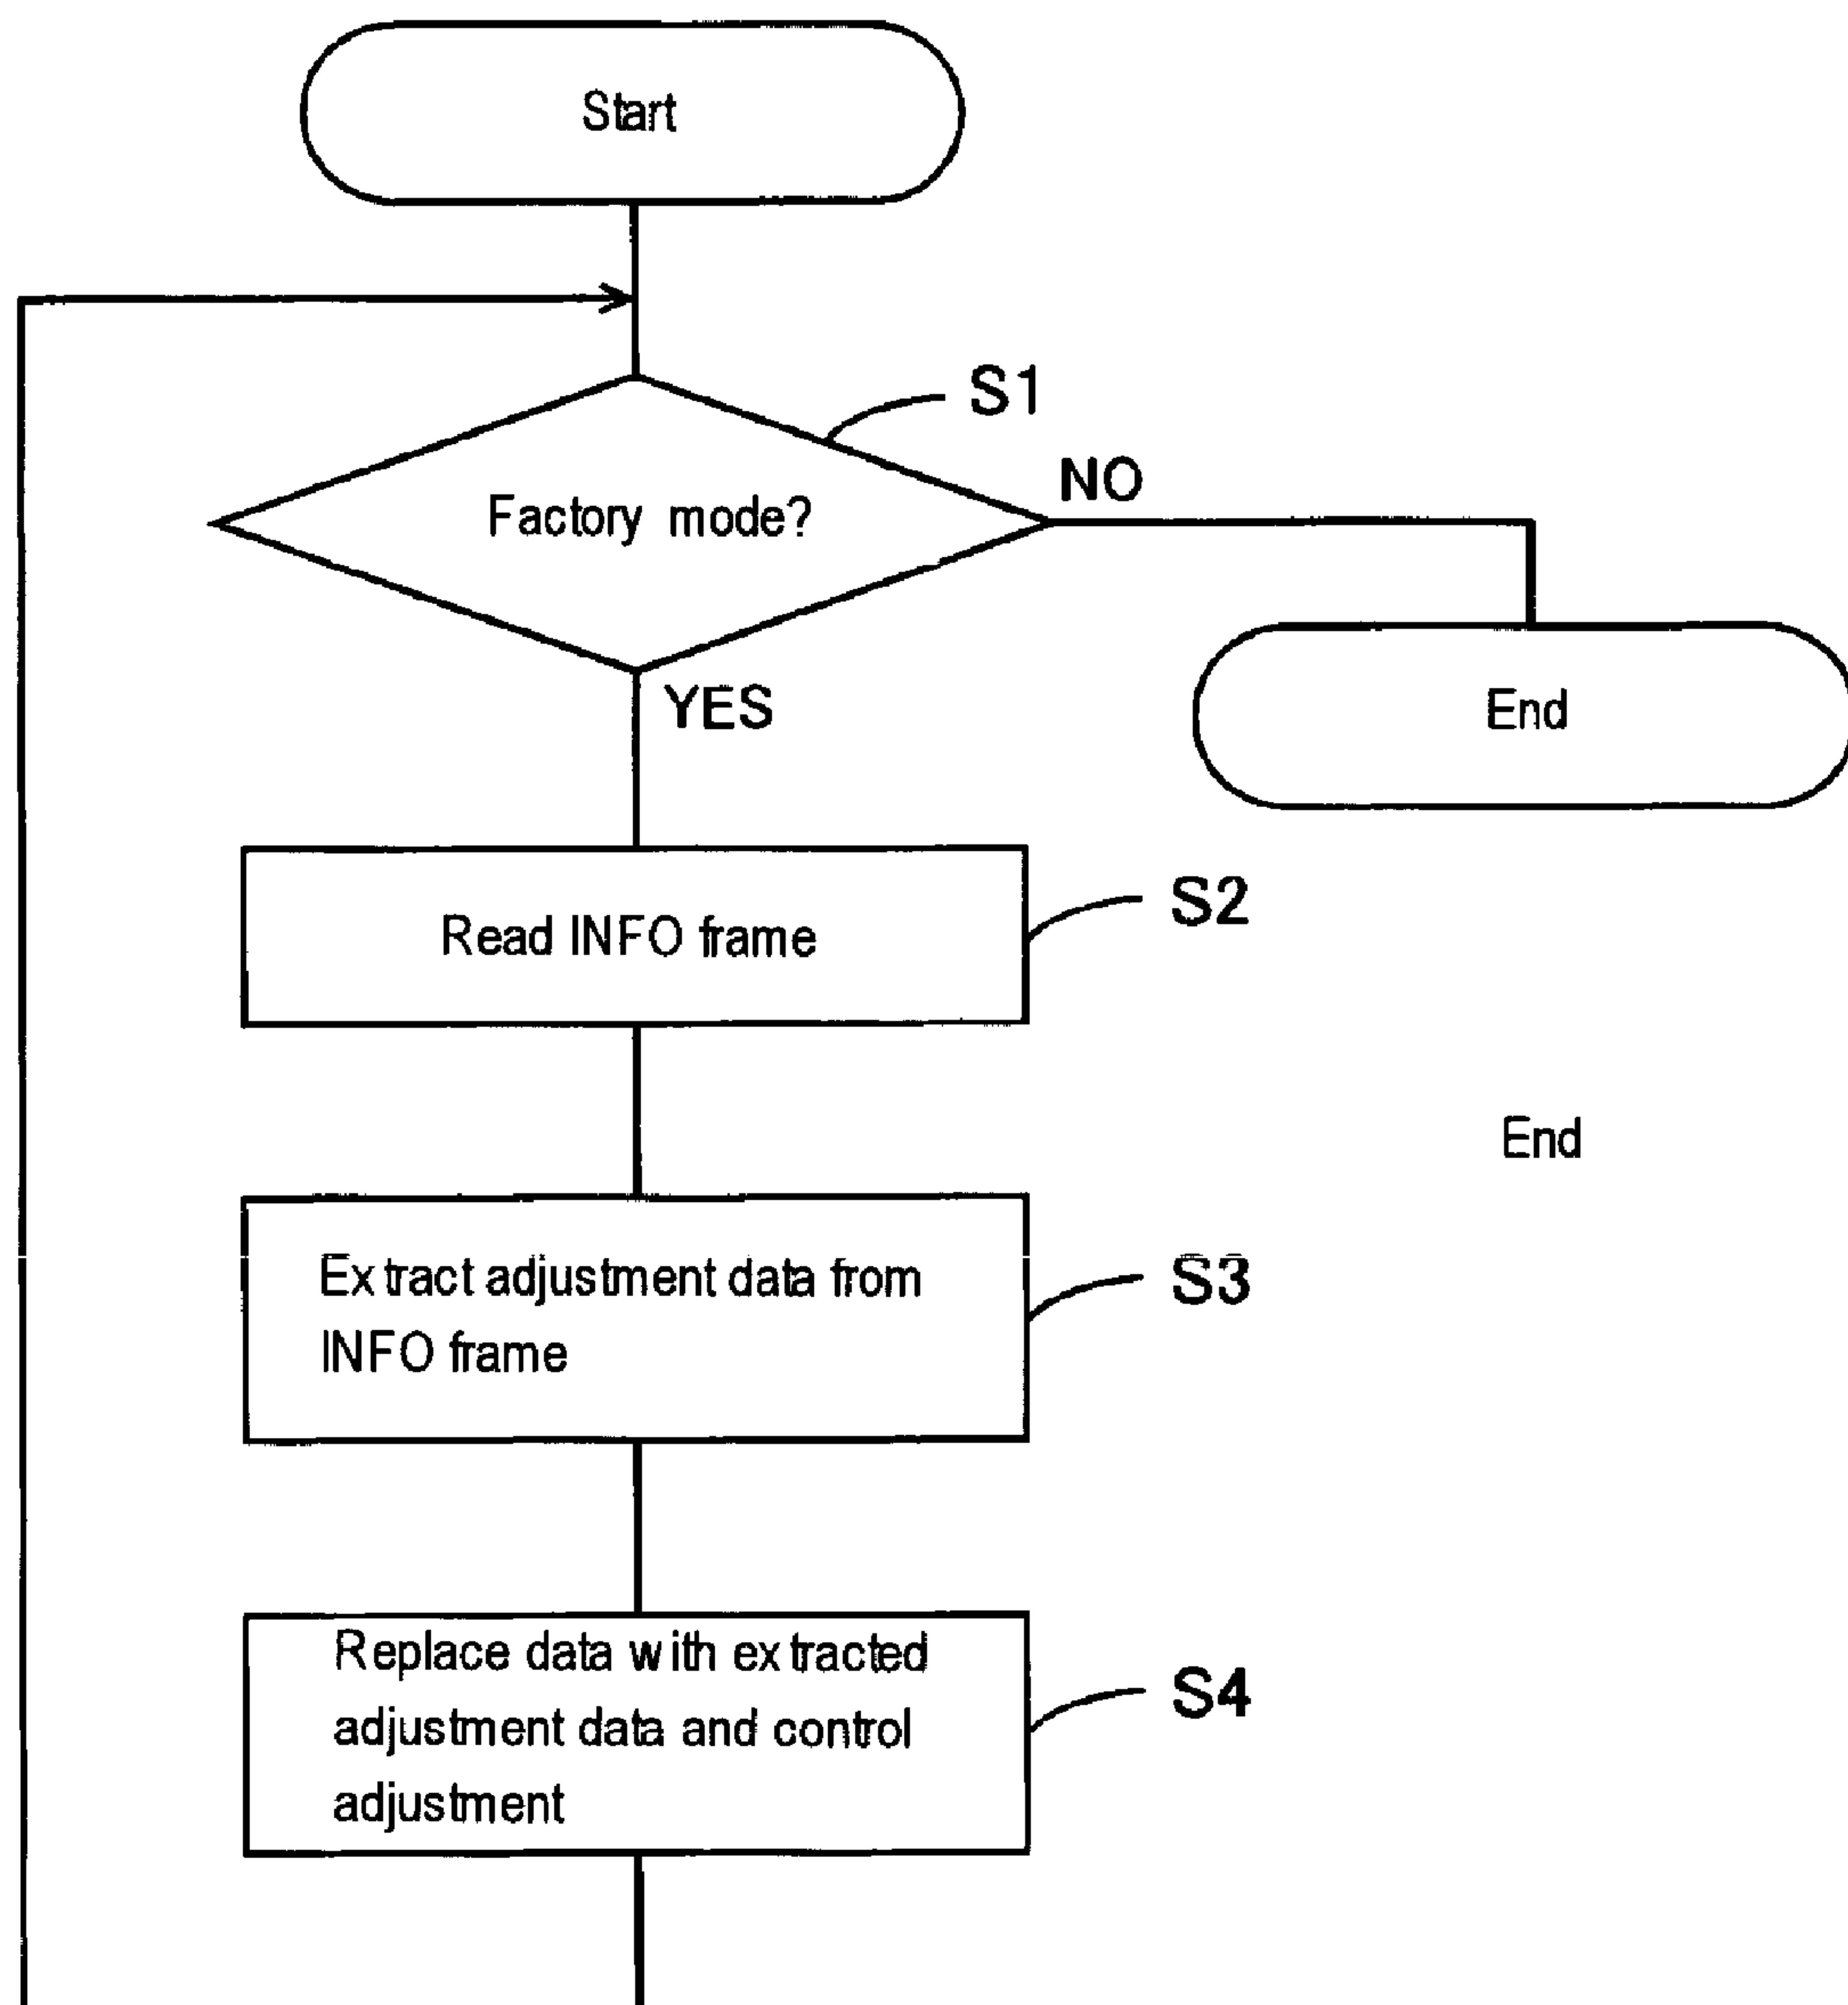 Start
S1
Factory mode?
NO
YES
End
Read INFO frame
S2
End
Extract adjustment data from
INFO frame
S3
Replace data with extracted
adjustment data and control
adjustment
S4